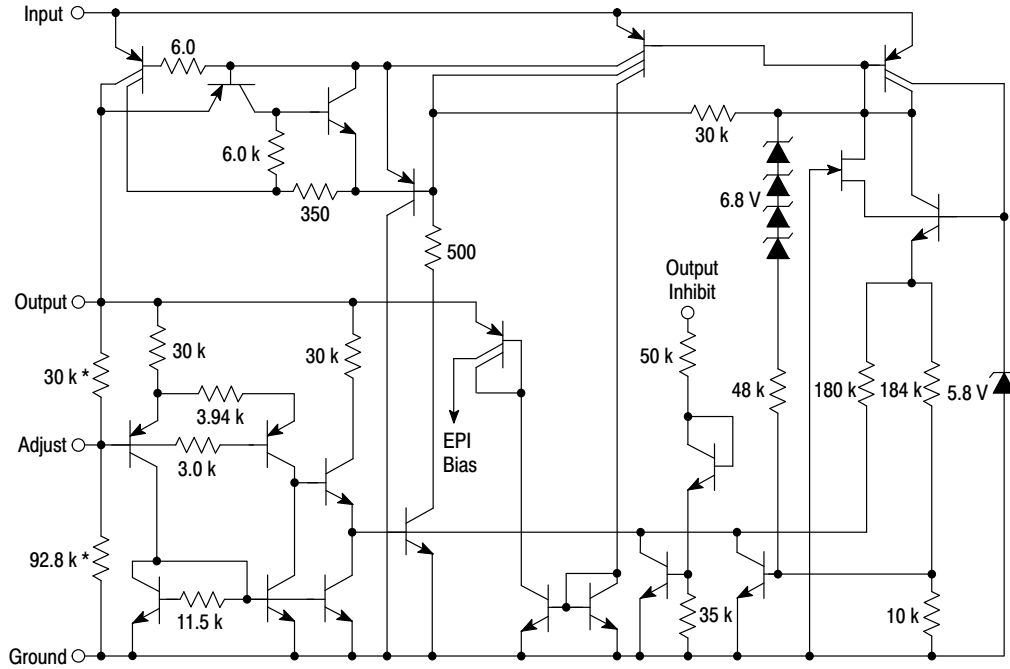 Input
6.0
30 k
6.0 k
6.8 V
350
500
Output
Output
Inhibit
30 k
30 k
50 k
30 k *
48 k
180 k
184 k
5.8 V
3.94 k
Adjust
EPI
Bias
3.0 k
92.8 k *
11.5 k
35 k
10 k
Ground